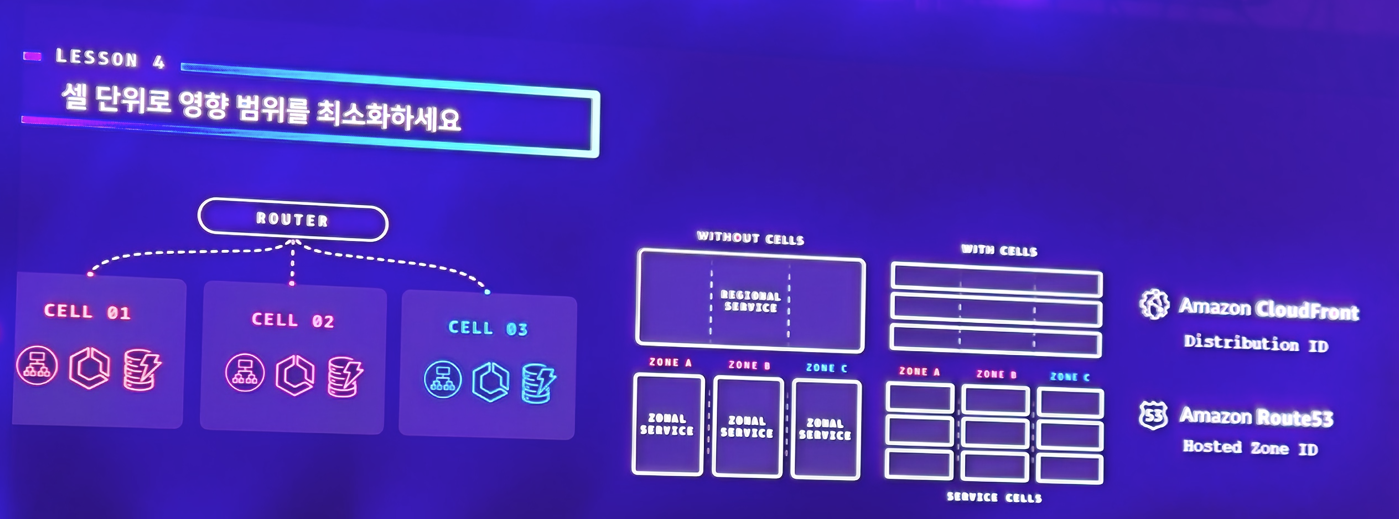 LESSON 4
셀 단위로 영향 범위를 최소화하세요
ROUTER
CELL 01
CELL 02
CELL 03
WITHOUT CELLS
REGIONAL
SERVICE
ZONE A
ZONE B
ZONE C
ZONAL
SERVICE
ZONAL
SERVICE
ZONAL
SERVICE
WITH CELLS
ZONE A
ZONE B
ZONE C
SERVICE CELLS
Amazon CloudFront
Distribution ID
53
Amazon Route53
Hosted Zone ID